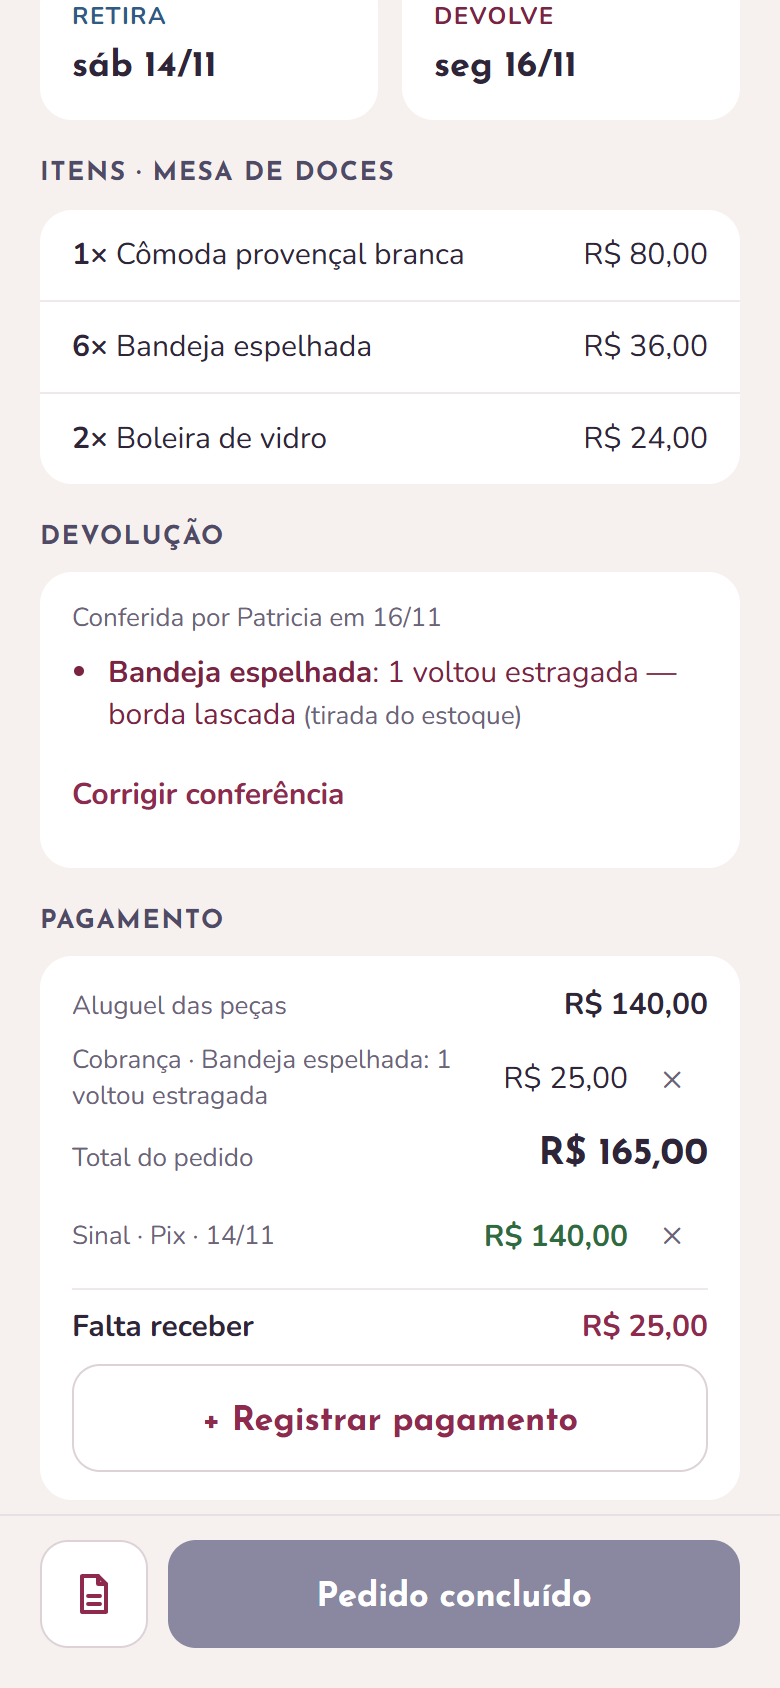 RETIRA
DEVOLVE
sáb 14/11
seg 16/11
ITENS · MESA DE DOCES
1× Cômoda provençal branca R$ 80,00
6× Bandeja espelhada R$ 36,00
2× Boleira de vidro R$ 24,00
DEVOLUÇÃO
Conferida por Patricia em 16/11
• Bandeja espelhada: 1 voltou estragada —
borda lascada (tirada do estoque)
Corrigir conferência
PAGAMENTO
Aluguel das peças R$ 140,00
Cobrança · Bandeja espelhada: 1
voltou estragada R$ 25,00 ×
Total do pedido R$ 165,00
Sinal · Pix · 14/11 R$ 140,00 ×
Falta receber R$ 25,00
+ Registrar pagamento
Pedido concluído